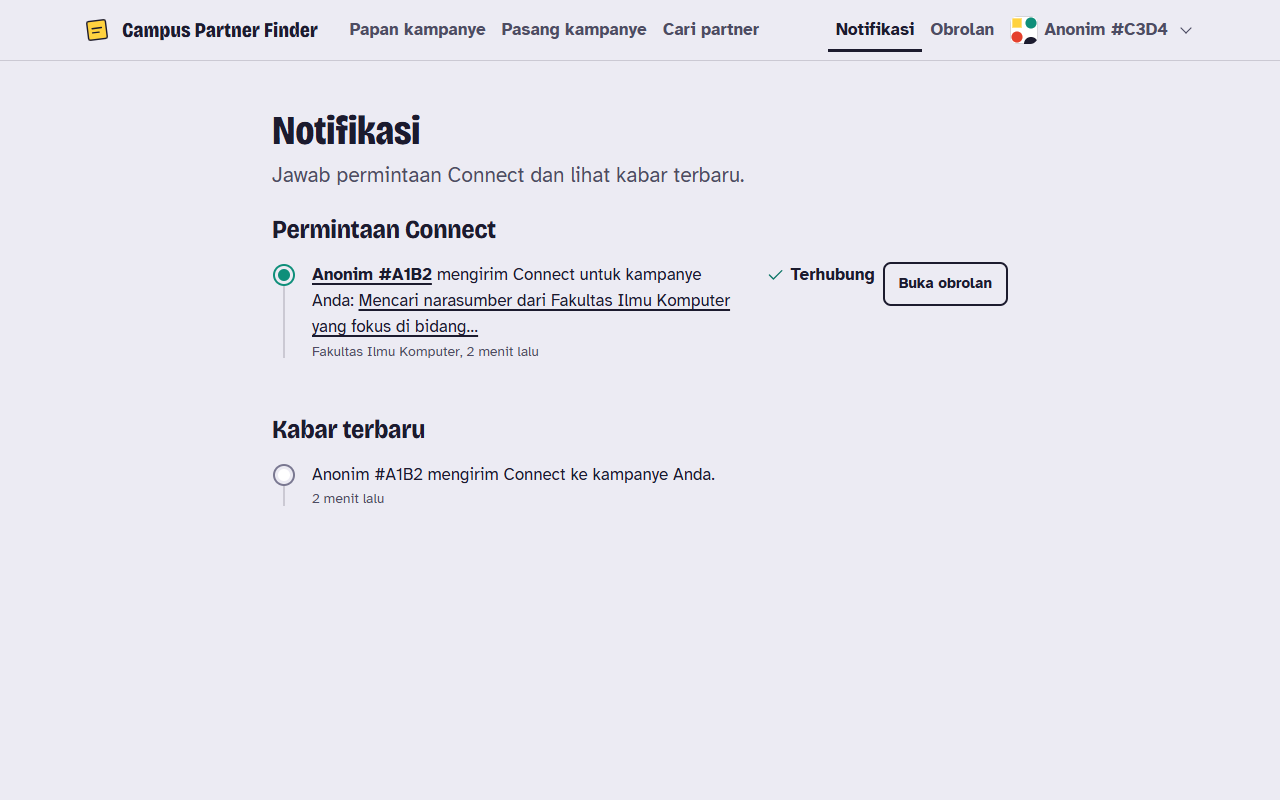 Campus Partner Finder
Papan kampanye
Pasang kampanye
Cari partner
Notifikasi
Obrolan
Anonim #C3D4
Notifikasi
Jawab permintaan Connect dan lihat kabar terbaru.
Permintaan Connect
Anonim #A1B2 mengirim Connect untuk kampanye
Anda: Mencari narasumber dari Fakultas Ilmu Komputer
yang fokus di bidang...
Fakultas Ilmu Komputer, 2 menit lalu
Terhubung
Buka obrolan
Kabar terbaru
Anonim #A1B2 mengirim Connect ke kampanye Anda.
2 menit lalu